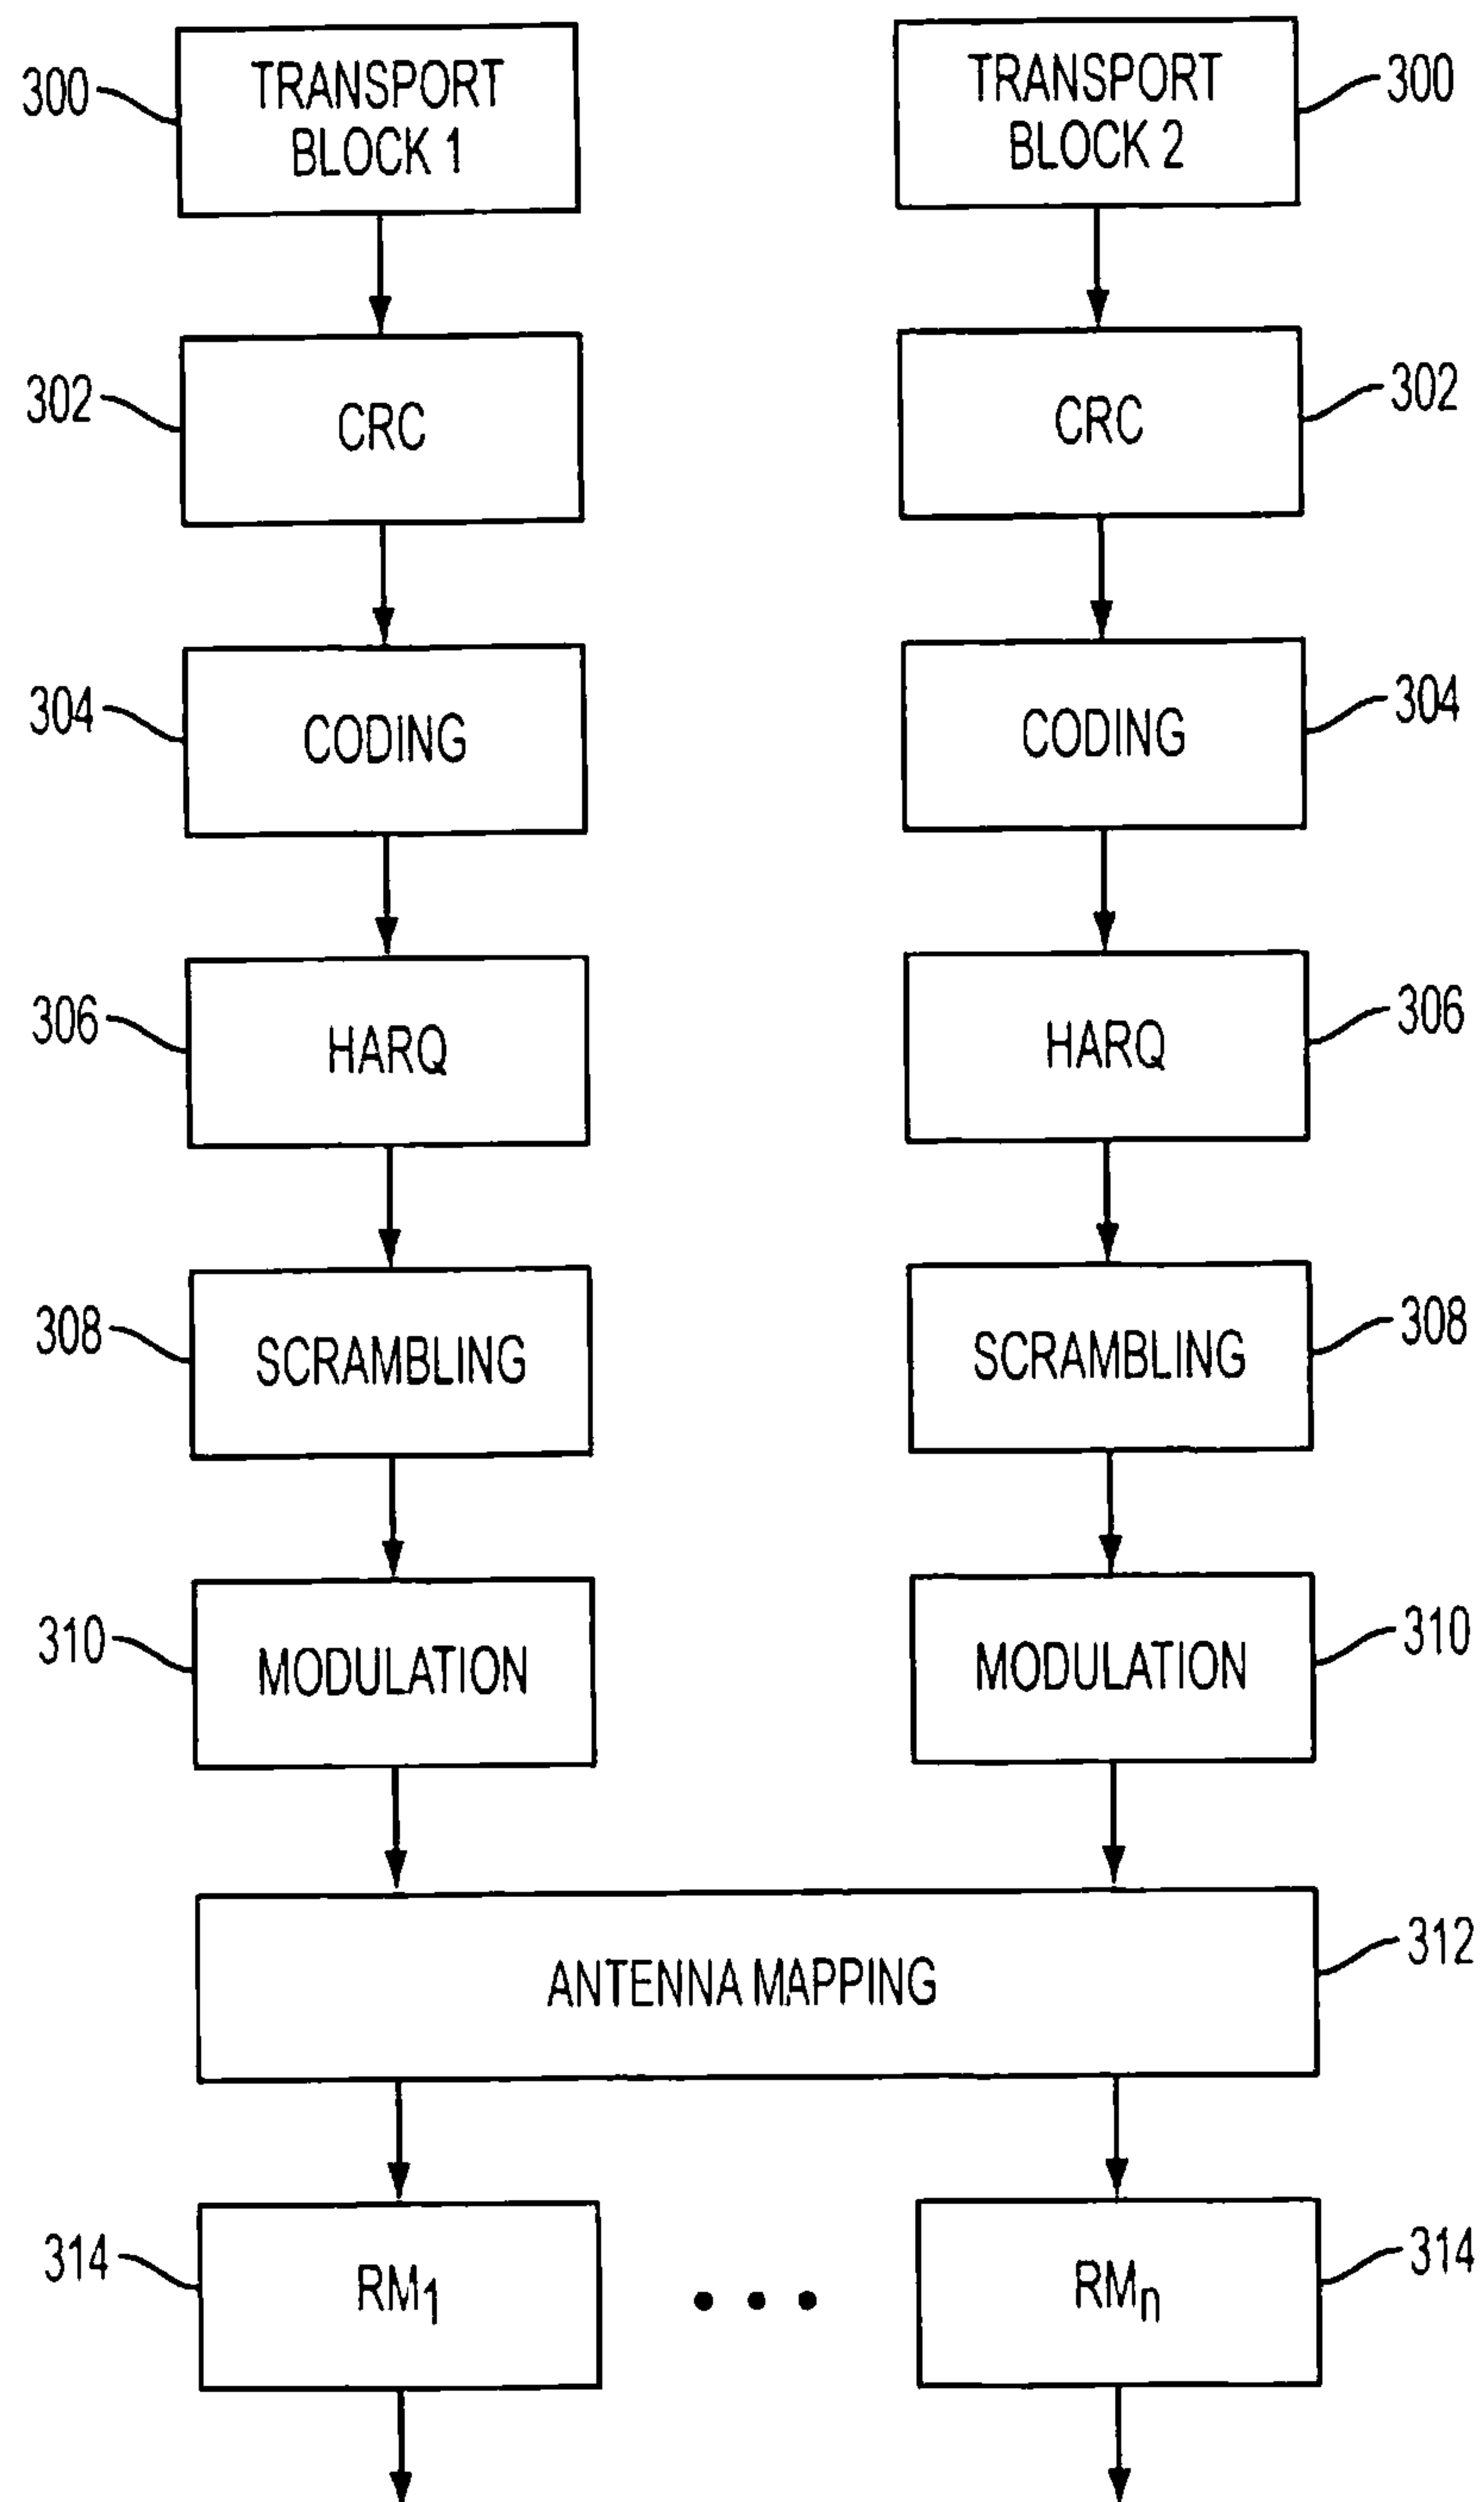 300 TRANSPORT BLOCK 1
TRANSPORT BLOCK 2 300
302 CRC
CRC 302
304 CODING
CODING 304
306 HARQ
HARQ 306
308 SCRAMBLING
SCRAMBLING 308
310 MODULATION
MODULATION 310
ANTENNA MAPPING 312
314 RM1
• • •
RMn 314